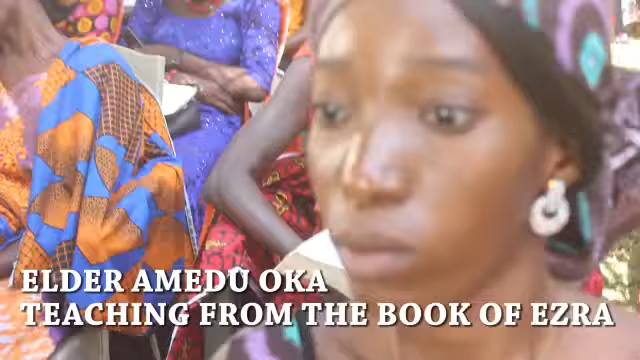 ELDER AMEDU OKA
TEACHING FROM THE BOOK OF EZRA